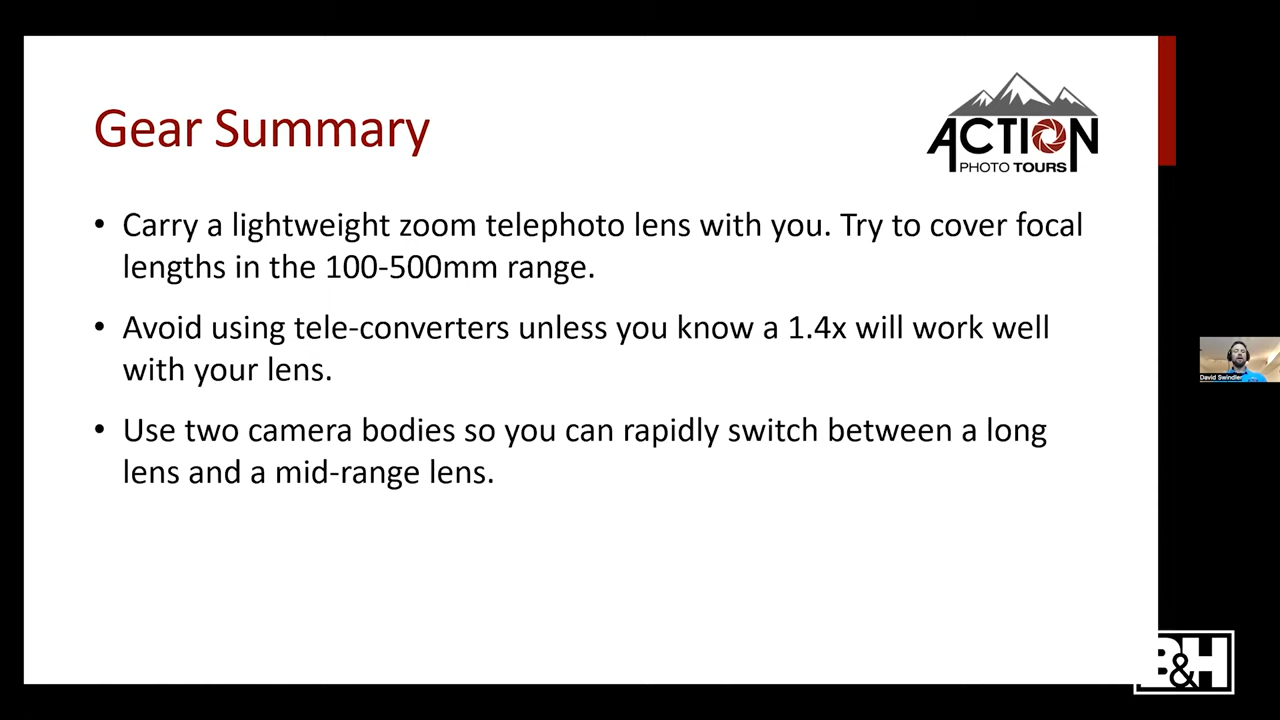 Gear Summary
ACTION
PHOTO TOURS
• Carry a lightweight zoom telephoto lens with you. Try to cover focal
lengths in the 100-500mm range.
• Avoid using tele-converters unless you know a 1.4x will work well
with your lens.
• Use two camera bodies so you can rapidly switch between a long
lens and a mid-range lens.
David Swindler
B&H